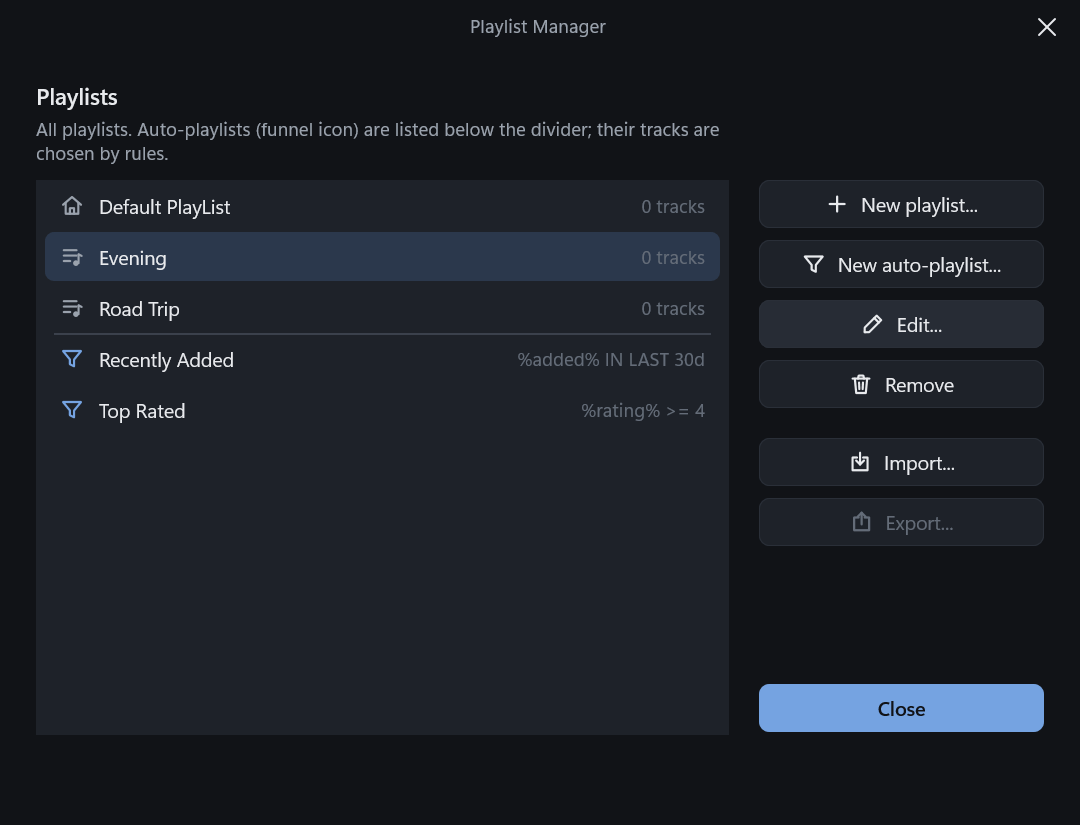 Playlist Manager
Playlists
All playlists. Auto-playlists (funnel icon) are listed below the divider; their tracks are
chosen by rules.
Default PlayList 0 tracks
Evening 0 tracks
Road Trip 0 tracks
Recently Added %added% IN LAST 30d
Top Rated %rating% >= 4
New playlist...
New auto-playlist...
Edit...
Remove
Import...
Export...
Close